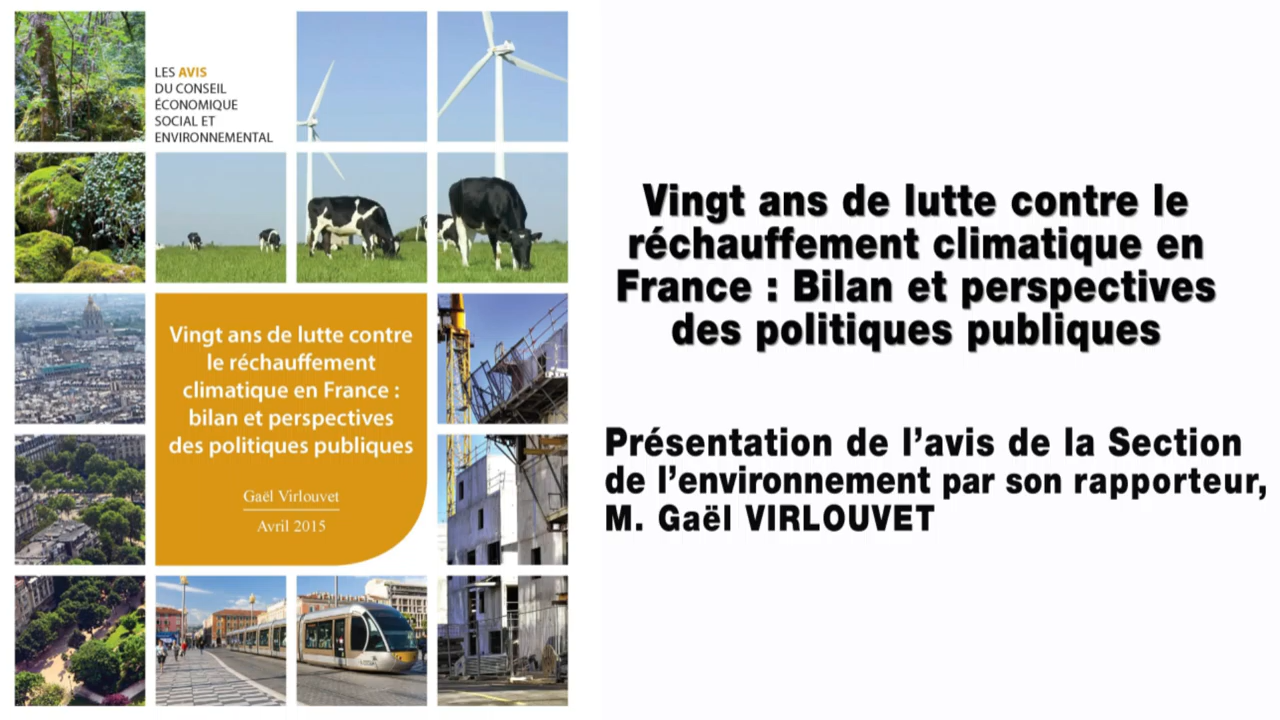 LES AVIS
DU CONSEIL
ÉCONOMIQUE
SOCIAL ET
ENVIRONNEMENTAL
Vingt ans de lutte contre
le réchauffement
climatique en France :
bilan et perspectives
des politiques publiques
Gaël Virlouvet
Avril 2015
Vingt ans de lutte contre le
réchauffement climatique en
France : Bilan et perspectives
des politiques publiques
Présentation de l’avis de la Section
de l’environnement par son rapporteur,
M. Gaël VIRLOUVET